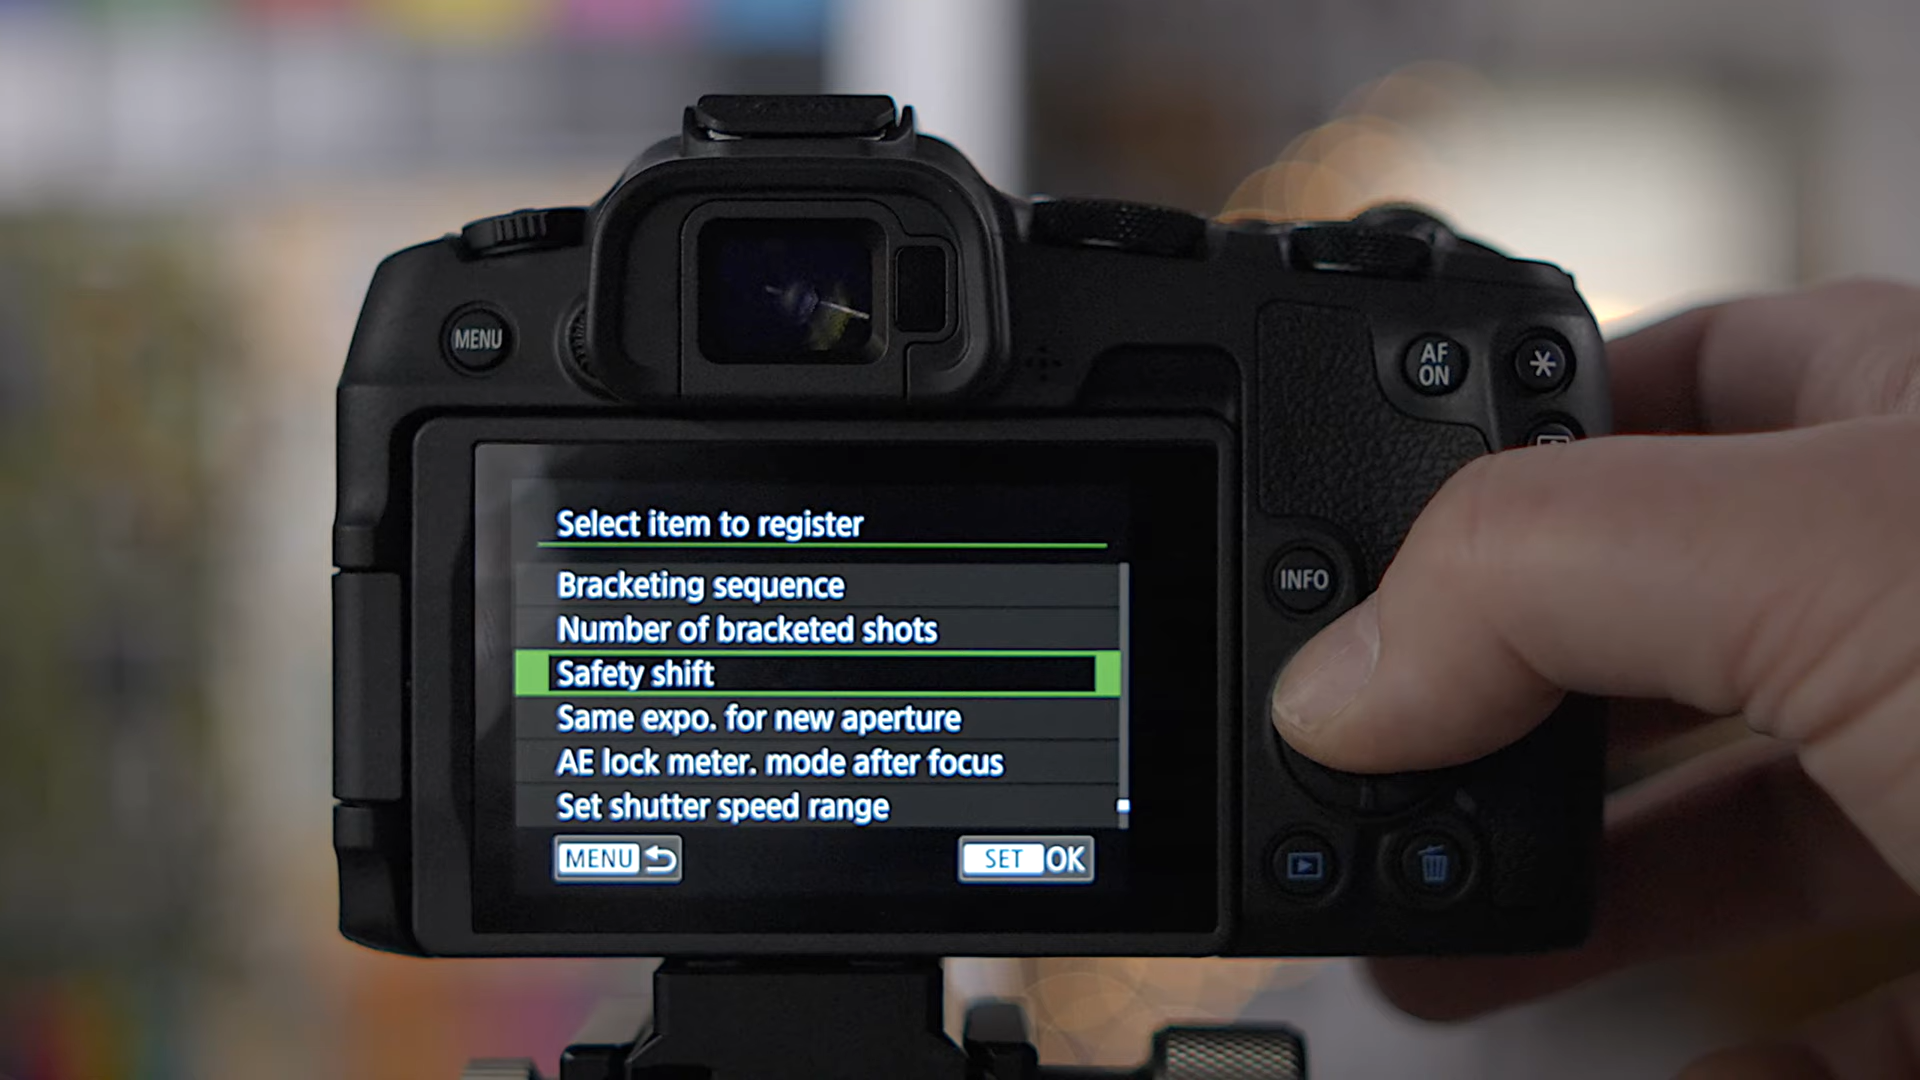 MENU
AF
ON
Select item to register
Bracketing sequence
Number of bracketed shots
Safety shift
Same expo. for new aperture
AE lock meter. mode after focus
Set shutter speed range
MENU
SET OK
INFO